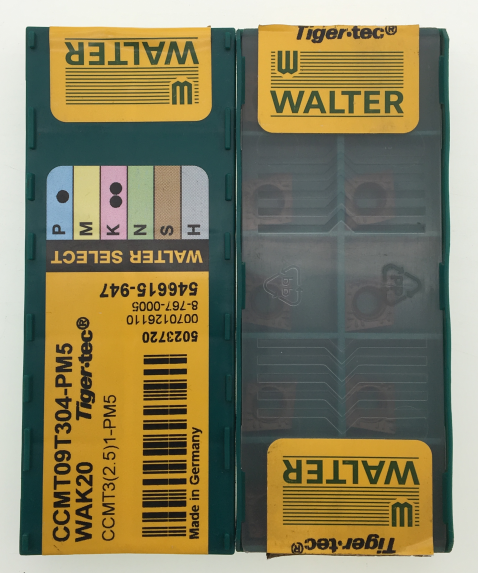 WALTER
P M K N S H
WALTER SELECT
546615-947
8-767-0005
0070126110
5023720
CCMT09T304-PM5
WAK20 Tiger·tec®
CCMT3(2.5)1-PM5
Made in Germany
Tiger·tec®
WALTER
WALTER
Tiger·tec®